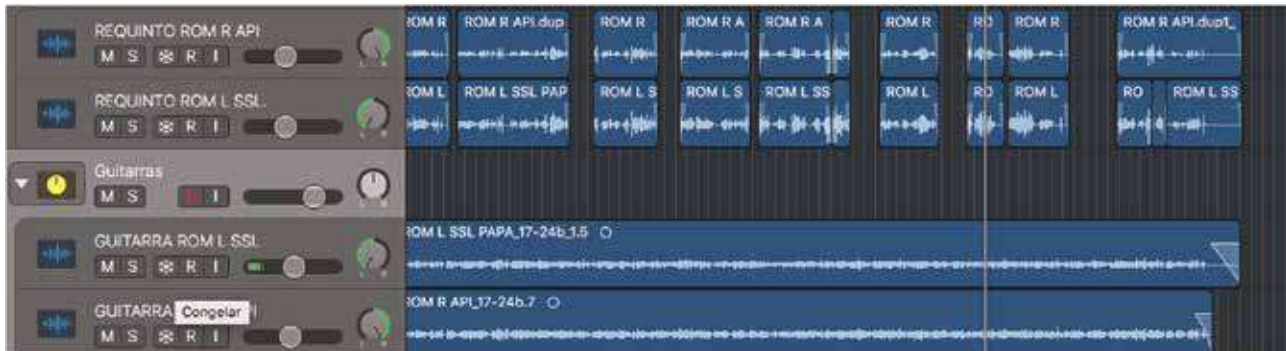 REQUINTO ROM R API
M S R I
ROM R ROM R API.dup ROM R ROM R A ROM R A ROM R RO ROM R ROM R API.dup1_
REQUINTO ROM L SSL
M S R I
ROM L ROM L SSL PAP ROM L S ROM L S ROM L SS ROM L RO ROM L RO ROM L SS
Guitarras
M S R I
GUITARRA ROM L SSL
M S R I
ROM L SSL PAPA_17-24b_1.5
GUITARRA
Congelar
M S R I
ROM R API_17-24b.7